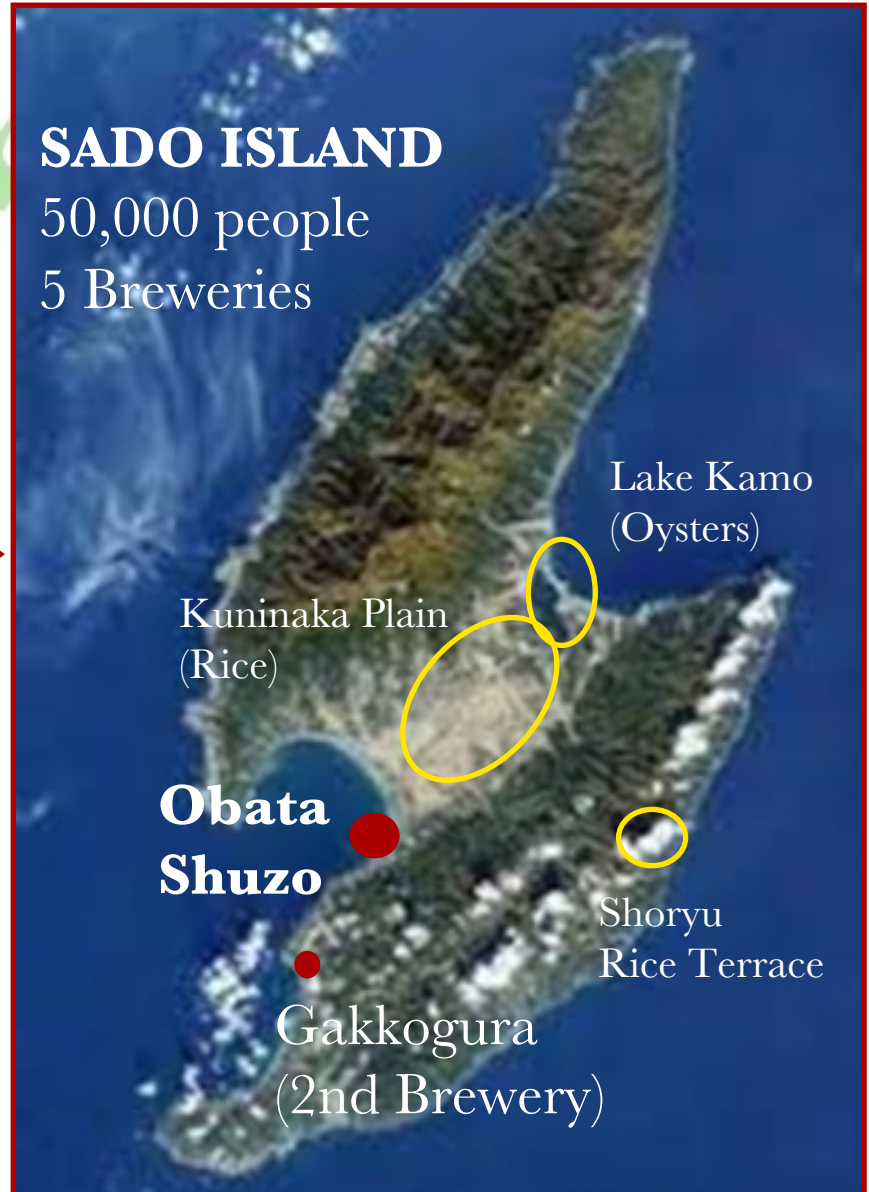 SADO ISLAND
50,000 people
5 Breweries
Lake Kamo
(Oysters)
Kuninaka Plain
(Rice)
Obata
Shuzo
Shoryu
Rice Terrace
Gakkogura
(2nd Brewery)